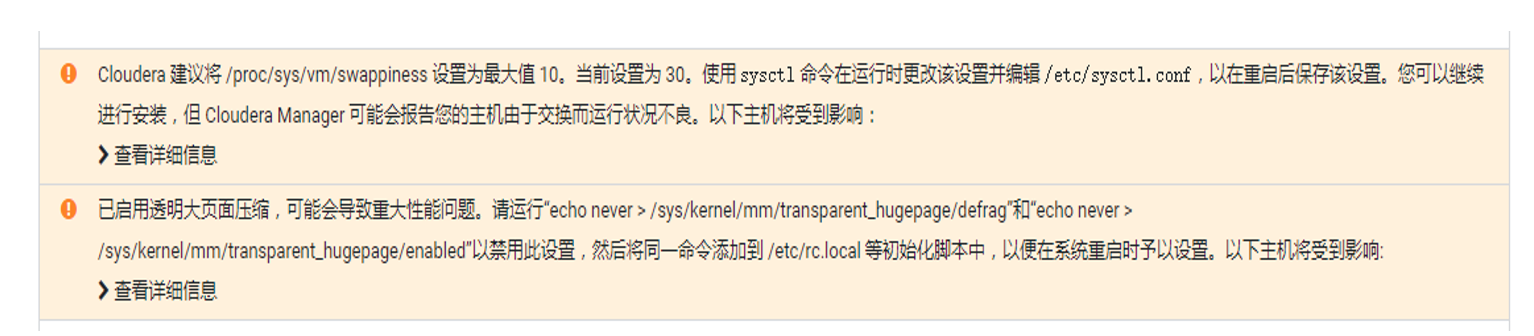 Cloudera 建议将 /proc/sys/vm/swappiness 设置为最大值 10。当前设置为 30。使用 sysctl 命令在运行时更改该设置并编辑 /etc/sysctl.conf，以在重启后保存该设置。您可以继续
进行安装，但 Cloudera Manager 可能会报告您的主机由于交换而运行状况不良。以下主机将受到影响：
查看详细信息
已启用透明大页面压缩，可能会导致重大性能问题。请运行“echo never > /sys/kernel/mm/transparent_hugepage/defrag”和“echo never >
/sys/kernel/mm/transparent_hugepage/enabled”以禁用此设置，然后将同一命令添加到 /etc/rc.local 等初始化脚本中，以便在系统重启时予以设置。以下主机将受到影响:
查看详细信息